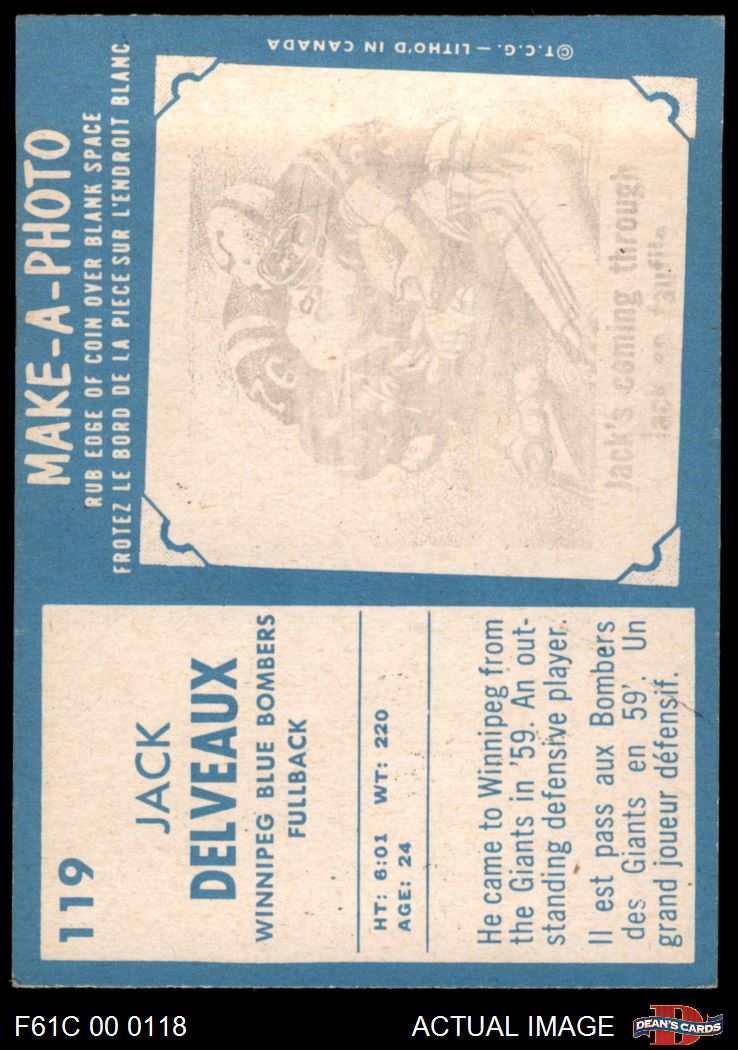 119
JACK
DELVEAUX
WINNIPEG BLUE BOMBERS
FULLBACK
HT: 6:01 WT: 220
AGE: 24
He came to Winnipeg from
the Giants in '59. An out-
standing defensive player.
Il est pass aux Bombers
des Giants en 59'. Un
grand joueur défensif.
MAKE-A-PHOTO
RUB EDGE OF COIN OVER BLANK SPACE
FROTEZ LE BORD DE LA PIECE SUR L'ENDROIT BLANC
Jack's coming through
Jack se faufile
©T.C.G. — LITHO'D IN CANADA
F61C 00 0118
ACTUAL IMAGE
DEAN'S CARDS